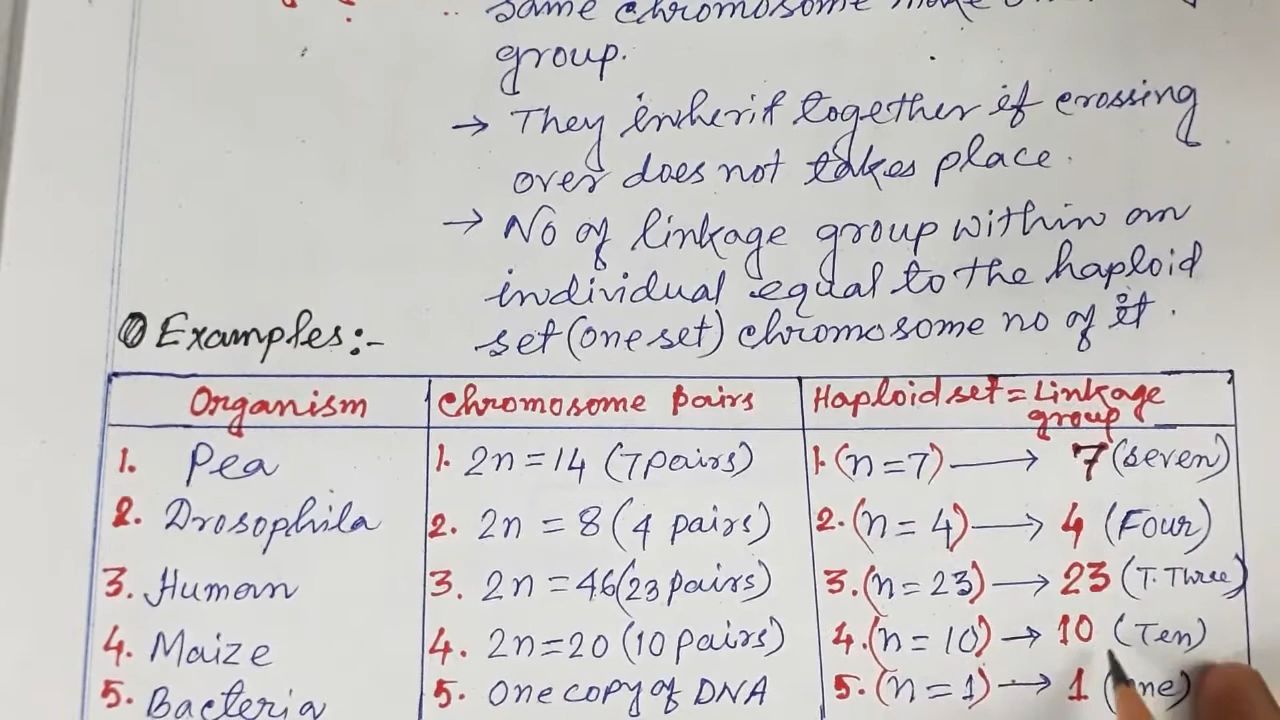 same chromosome make
group.
→ They inherit together if crossing
over does not takes place.
→ No of linkage group within an
individual equal to the haploid
set (one set) chromosome no of it.
Examples:-
Organism Chromosome pairs Haploid set = Linkage group
1. Pea 1. 2n = 14 (7 pairs) 1. (n = 7) → 7 (seven)
2. Drosophila 2. 2n = 8 (4 pairs) 2. (n = 4) → 4 (Four)
3. Human 3. 2n = 46 (23 pairs) 3. (n = 23) → 23 (T. Three)
4. Maize 4. 2n = 20 (10 pairs) 4. (n = 10) → 10 (Ten)
5. Bacteria 5. One copy of DNA 5. (n = 1) → 1